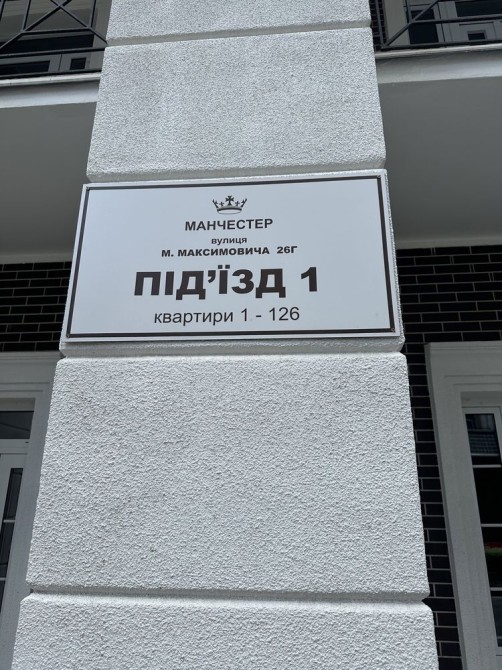 МАНЧЕСТЕР
вулиця
М. МАКСИМОВИЧА 26Г
ПІД’ЇЗД 1
квартири 1 - 126